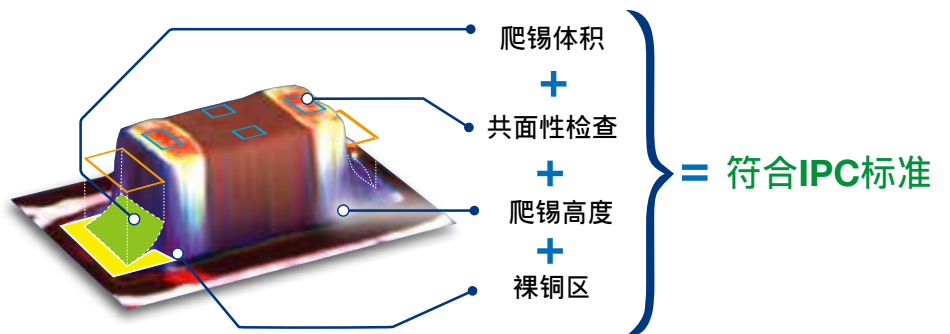 爬锡体积
+
共面性检查
+
爬锡高度
+
裸铜区
= 符合IPC标准